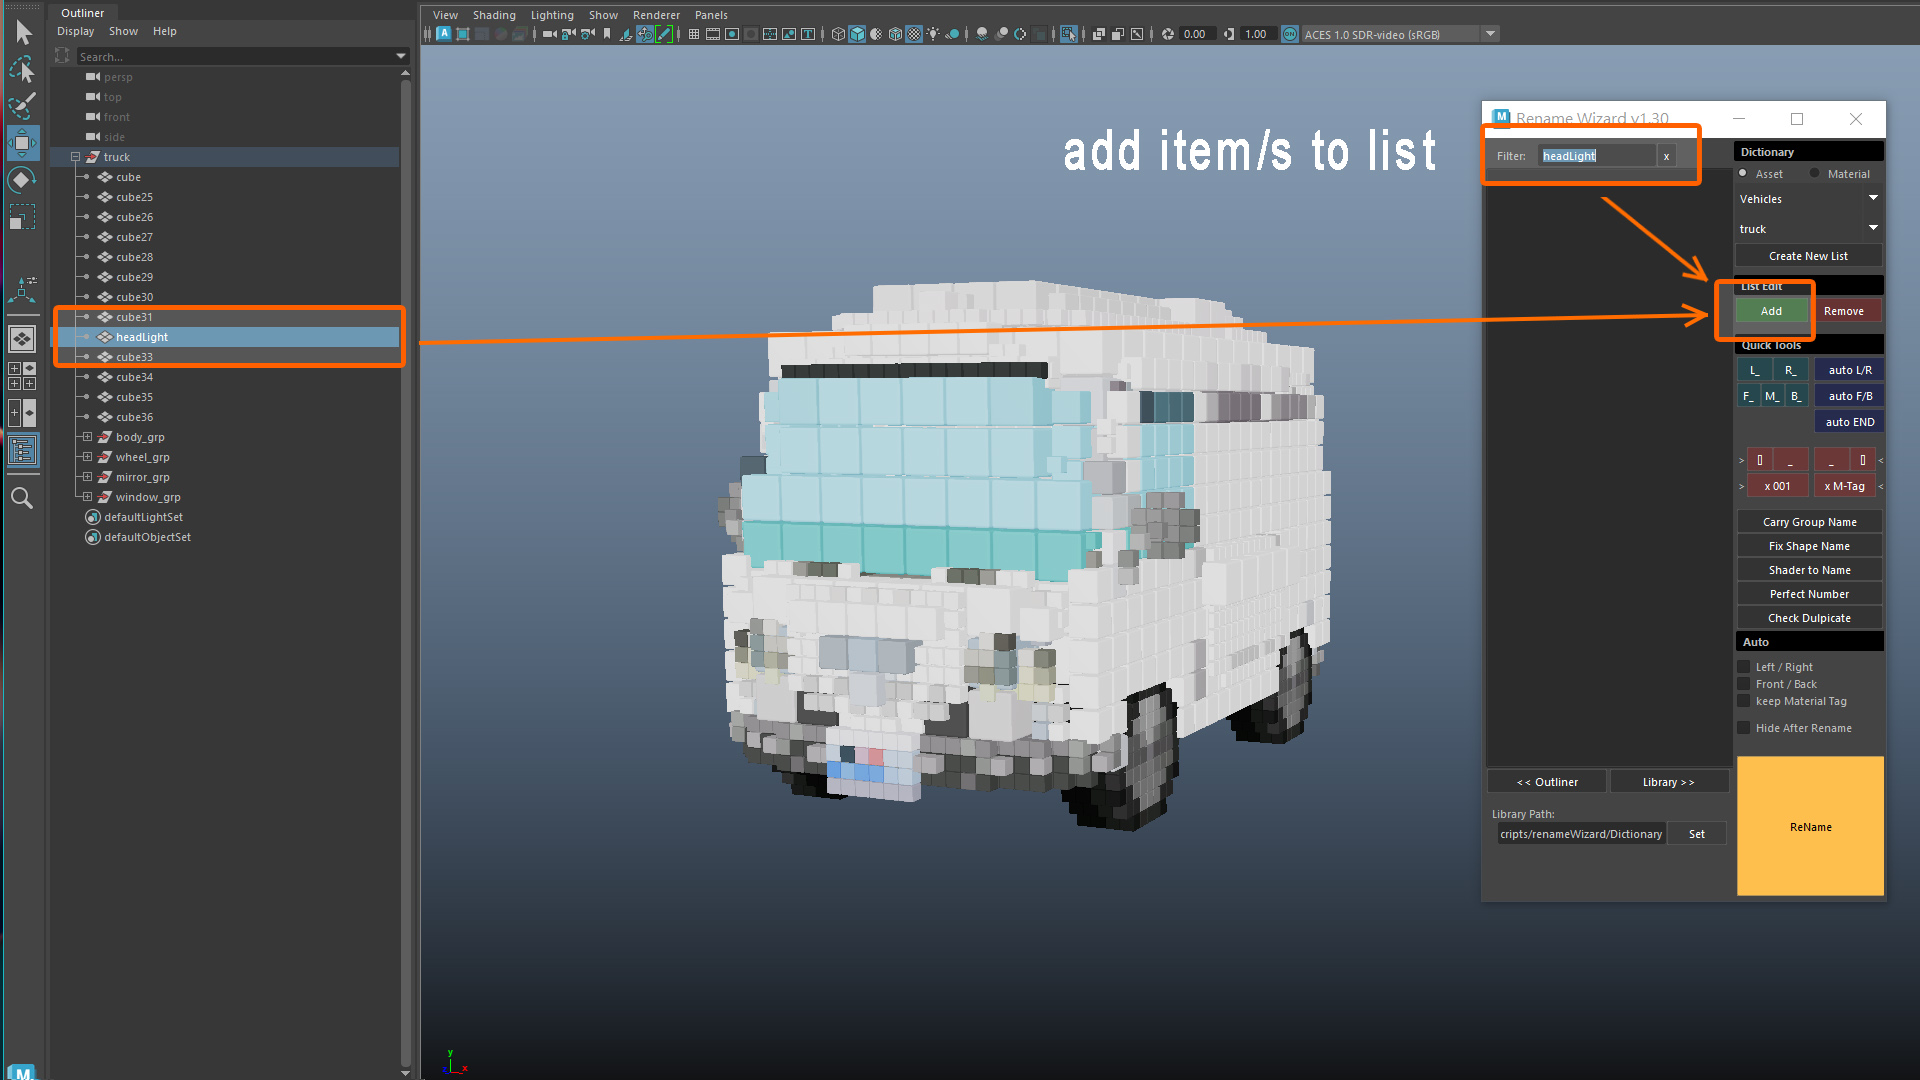 Outliner
Display Show Help
Search...
persp
top
front
side
truck
cube
cube25
cube26
cube27
cube28
cube29
cube30
cube31
headLight
cube33
cube34
cube35
cube36
body_grp
wheel_grp
mirror_grp
window_grp
defaultLightSet
defaultObjectSet
View Shading Lighting Show Renderer Panels
0.00 1.00 ACES 1.0 SDR-video (sRGB)
add item/s to list
y
x
M
Rename Wizard v1.30
Filter: headLight x
Dictionary
Asset Material
Vehicles
truck
Create New List
List Edit
Add Remove
Quick Tools
L_ R_ auto L/R
F_ M_ B_ auto F/B
auto END
> [] _ _ [] <
> x 001 x M-Tag <
Carry Group Name
Fix Shape Name
Shader to Name
Perfect Number
Check Dulpicate
Auto
Left / Right
Front / Back
keep Material Tag
Hide After Rename
<< Outliner Library >>
Library Path:
cripts/renameWizard/Dictionary Set
ReName